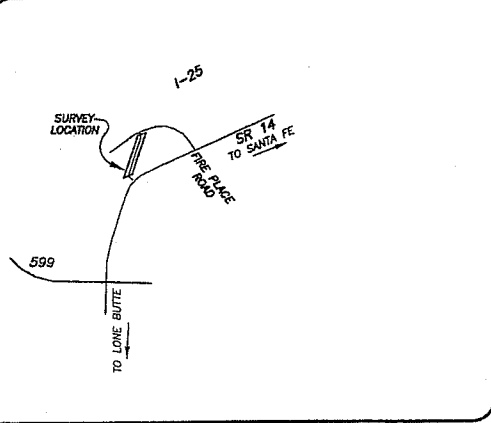 I-25
SURVEY
LOCATION
SR 14
TO SANTA FE
FIRE PLACE
ROAD
599
TO LONE BUTTE